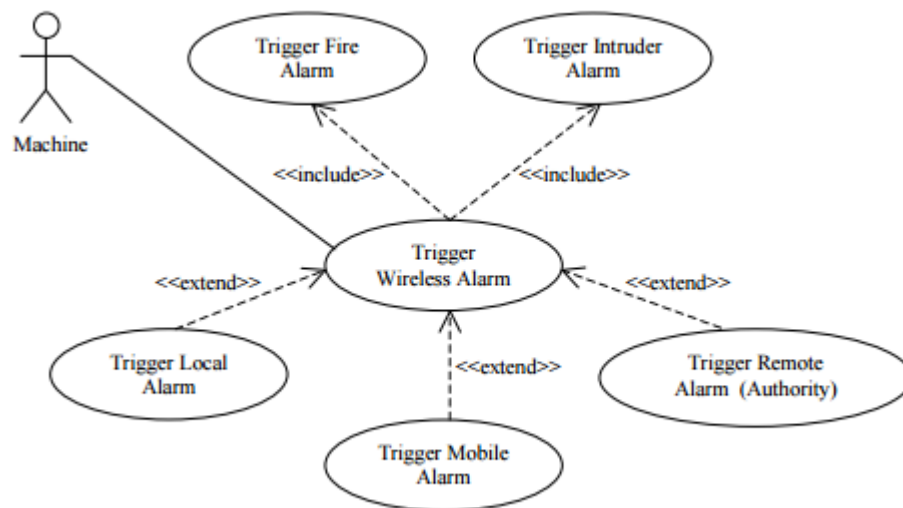 Trigger Fire
Alarm
Trigger Intruder
Alarm
Machine
<<include>>
<<include>>
Trigger
Wireless Alarm
<<extend>>
<<extend>>
Trigger Local
Alarm
<<extend>>
Trigger Remote
Alarm (Authority)
Trigger Mobile
Alarm